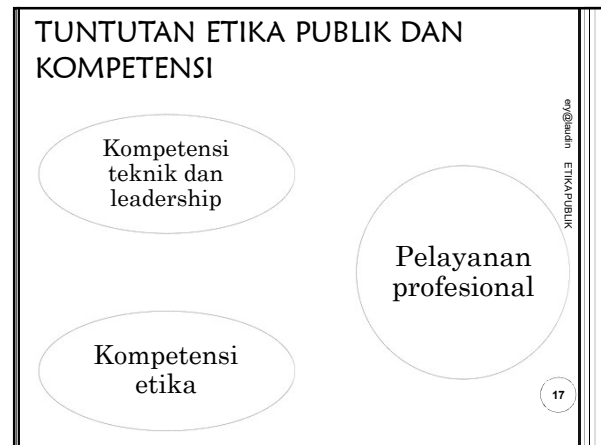 TUNTUTAN ETIKA PUBLIK DAN
KOMPETENSI
Kompetensi
teknik dan
leadership
Kompetensi
etika
Pelayanan
profesional
ery@laudin ETIKA PUBLIK
17